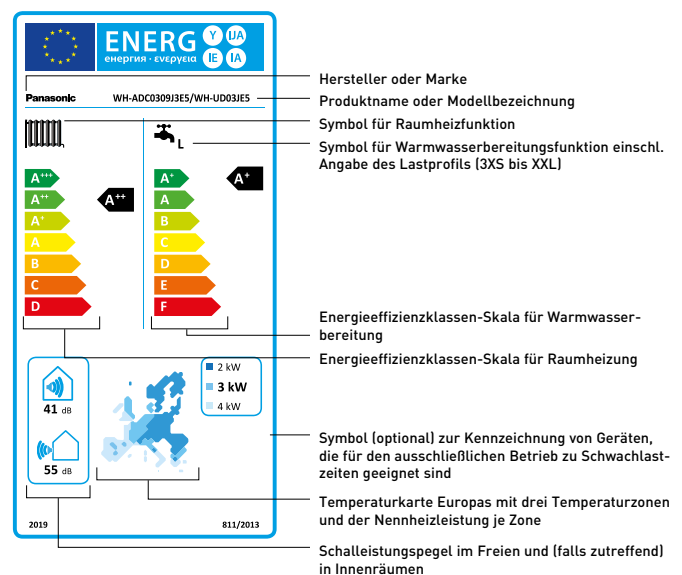 ENERG
енергия · ενεργεια
Y
IJA
IE
IA
Panasonic
WH-ADC0309J3E5/WH-UD03JE5
L
A+++
A++
A+
A
B
C
D
A++
A+
A
B
C
D
E
F
A+
2 kW
3 kW
4 kW
41 dB
55 dB
2019
811/2013
Hersteller oder Marke
Produktname oder Modellbezeichnung
Symbol für Raumheizfunktion
Symbol für Warmwasserbereitungsfunktion einschl.
Angabe des Lastprofils (3XS bis XXL)
Energieeffizienzklassen-Skala für Warmwasser-
bereitung
Energieeffizienzklassen-Skala für Raumheizung
Symbol (optional) zur Kennzeichnung von Geräten,
die für den ausschließlichen Betrieb zu Schwachlast-
zeiten geeignet sind
Temperaturkarte Europas mit drei Temperaturzonen
und der Nennheizleistung je Zone
Schalleistungspegel im Freien und (falls zutreffend)
in Innenräumen